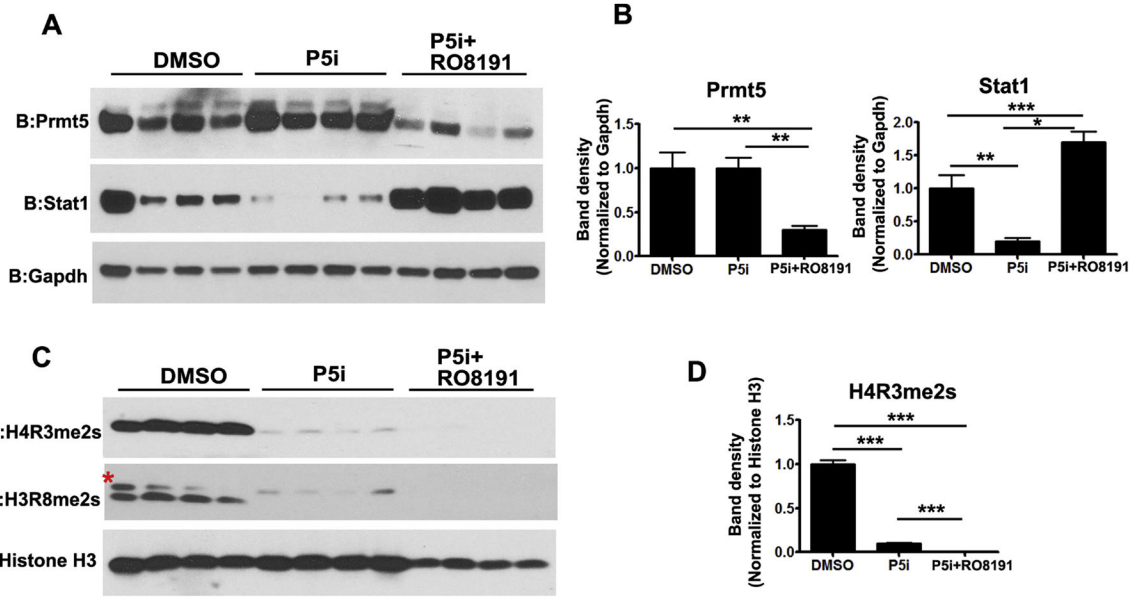 A
DMSO
P5i
P5i+
RO8191
B:Prmt5
B:Stat1
B:Gapdh
B
Prmt5
Band density
(Normalized to Gapdh)
1.5
1.0
0.5
0.0
**
**
DMSO
P5i
P5i+RO8191
Stat1
Band density
(Normalized to Gapdh)
2.0
1.5
1.0
0.5
0.0
***
*
**
DMSO
P5i
P5i+RO8191
C
DMSO
P5i
P5i+
RO8191
:H4R3me2s
*
:H3R8me2s
Histone H3
D
H4R3me2s
Band density
(Normalized to Histone H3)
1.5
1.0
0.5
0.0
***
***
***
DMSO
P5i
P5i+RO8191